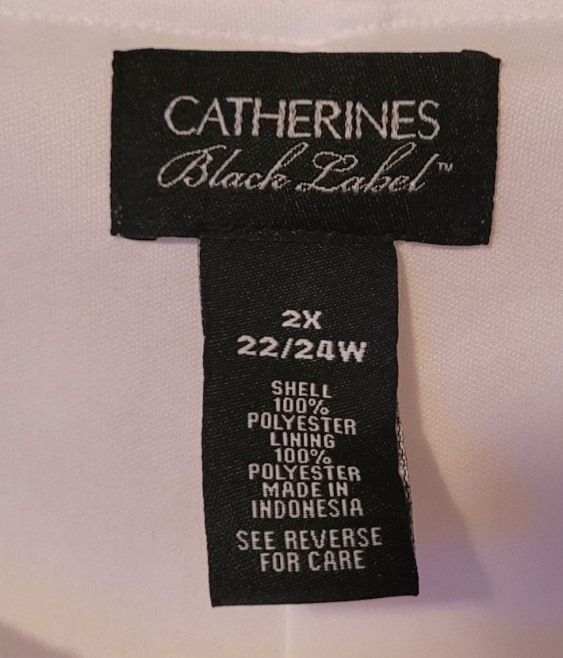 CATHERINES
Black Label™
2X
22/24W
SHELL
100%
POLYESTER
LINING
100%
POLYESTER
MADE IN
INDONESIA
SEE REVERSE
FOR CARE